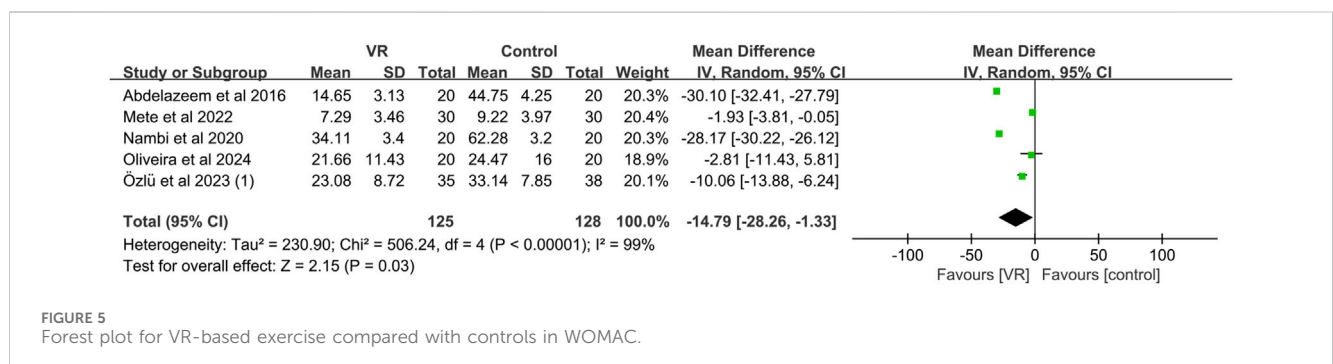 VR Control Mean Difference Mean Difference
Study or Subgroup Mean SD Total Mean SD Total Weight IV, Random, 95% CI IV, Random, 95% CI
Abdelazeem et al 2016 14.65 3.13 20 44.75 4.25 20 20.3% -30.10 [-32.41, -27.79]
Mete et al 2022 7.29 3.46 30 9.22 3.97 30 20.4% -1.93 [-3.81, -0.05]
Nambi et al 2020 34.11 3.4 20 62.28 3.2 20 20.3% -28.17 [-30.22, -26.12]
Oliveira et al 2024 21.66 11.43 20 24.47 16 20 18.9% -2.81 [-11.43, 5.81]
Özlü et al 2023 (1) 23.08 8.72 35 33.14 7.85 38 20.1% -10.06 [-13.88, -6.24]
Total (95% CI) 125 128 100.0% -14.79 [-28.26, -1.33]
Heterogeneity: Tau² = 230.90; Chi² = 506.24, df = 4 (P < 0.00001); I² = 99%
Test for overall effect: Z = 2.15 (P = 0.03)
-100 -50 0 50 100
Favours [VR] Favours [control]
FIGURE 5
Forest plot for VR-based exercise compared with controls in WOMAC.